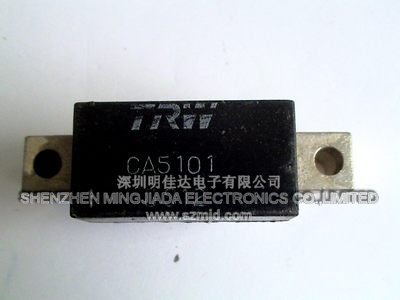 TRW
CA5101
深圳明佳达电子有限公司
SHENZHEN MINGJIADA ELECTRONICS CO.,LIMITED
www.szmjd.com